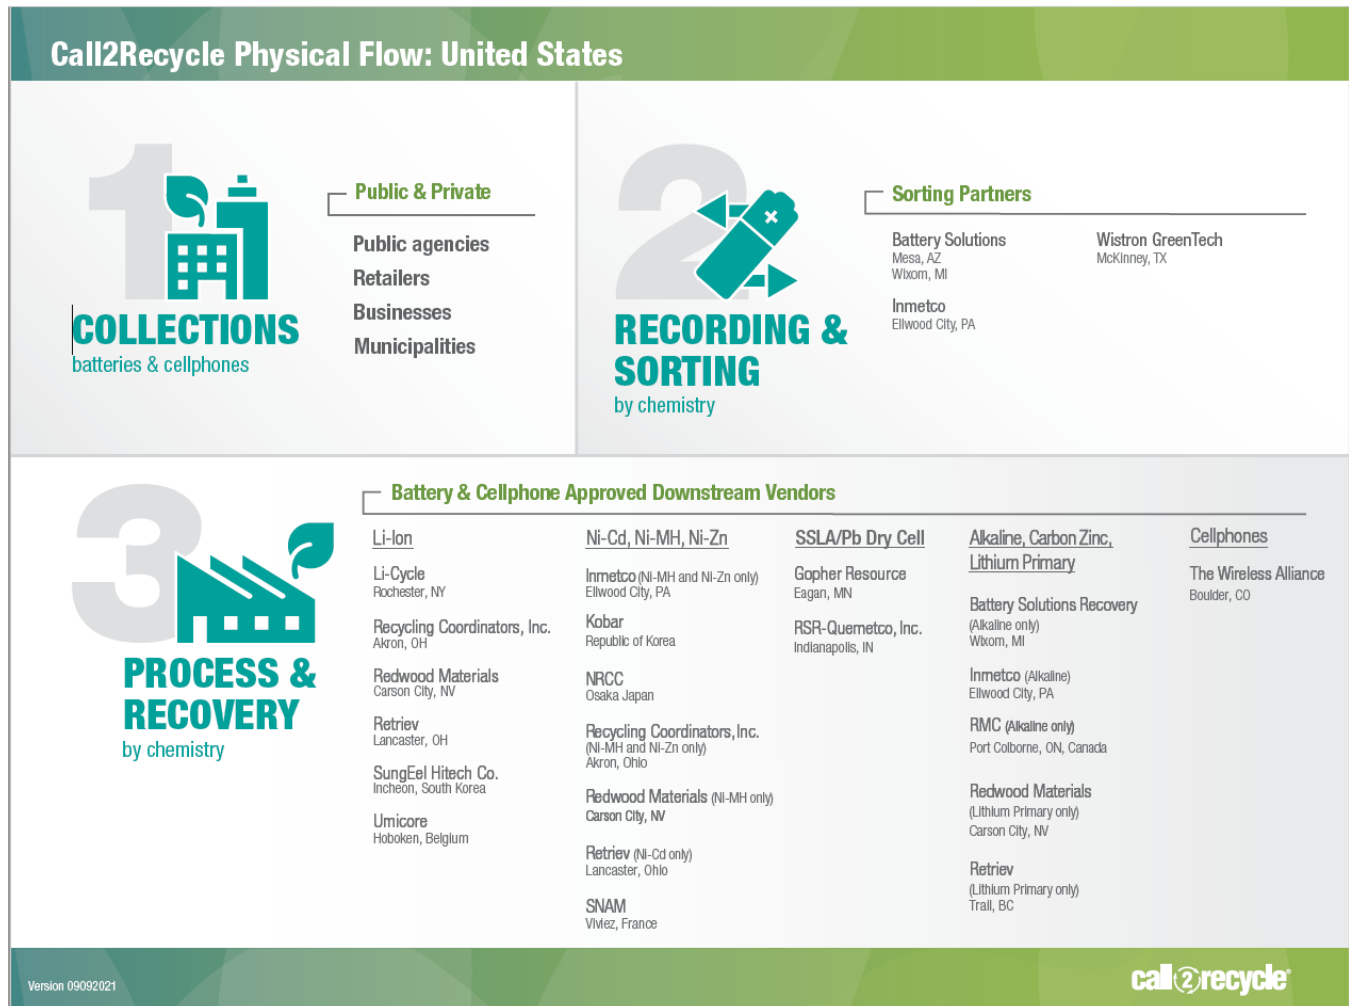 Call2Recycle Physical Flow: United States
1
COLLECTIONS
batteries & cellphones
Public & Private
Public agencies
Retailers
Businesses
Municipalities
2
RECORDING &
SORTING
by chemistry
Sorting Partners
Battery Solutions
Mesa, AZ
Wixom, MI
Inmetco
Ellwood City, PA
Wistron GreenTech
McKinney, TX
3
PROCESS &
RECOVERY
by chemistry
Battery & Cellphone Approved Downstream Vendors
Li-Ion
Li-Cycle
Rochester, NY
Recycling Coordinators, Inc.
Akron, OH
Redwood Materials
Carson City, NV
Retriev
Lancaster, OH
SungEel Hitech Co.
Incheon, South Korea
Umicore
Hoboken, Belgium
Ni-Cd, Ni-MH, Ni-Zn
Inmetco (Ni-MH and Ni-Zn only)
Ellwood City, PA
Kobar
Republic of Korea
NRCC
Osaka Japan
Recycling Coordinators, Inc.
(Ni-MH and Ni-Zn only)
Akron, Ohio
Redwood Materials (Ni-MH only)
Carson City, NV
Retriev (Ni-Cd only)
Lancaster, Ohio
SNAM
Viviez, France
SSLA/Pb Dry Cell
Gopher Resource
Eagan, MN
RSR-Quemetco, Inc.
Indianapolis, IN
Alkaline, Carbon Zinc,
Lithium Primary
Battery Solutions Recovery
(Alkaline only)
Wixom, MI
Inmetco (Alkaline)
Ellwood City, PA
RMC (Alkaline only)
Port Colborne, ON, Canada
Redwood Materials
(Lithium Primary only)
Carson City, NV
Retriev
(Lithium Primary only)
Trail, BC
Cellphones
The Wireless Alliance
Boulder, CO
Version 09092021
call2recycle®